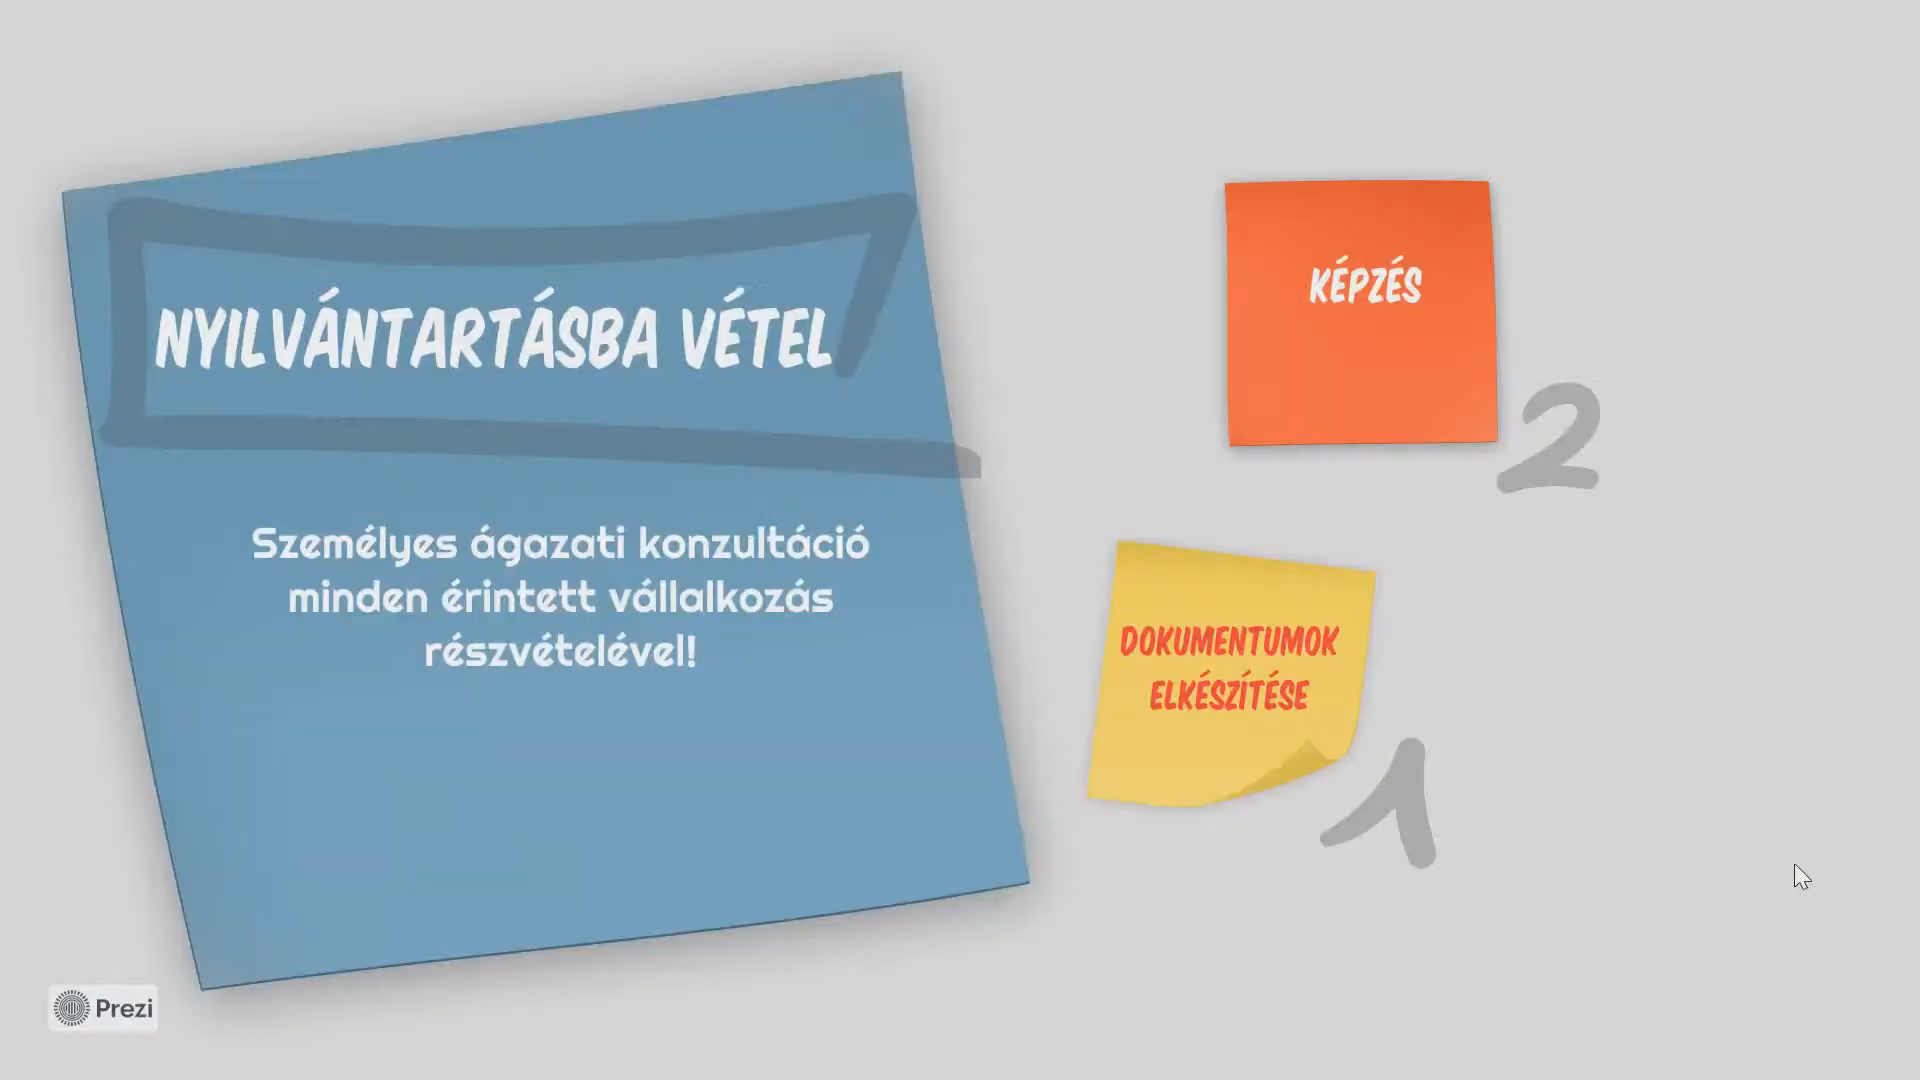 NYILVÁNTARTÁSBA VÉTEL
Személyes ágazati konzultáció
minden érintett vállalkozás
részvételével!
KÉPZÉS
2
DOKUMENTUMOK
ELKÉSZÍTÉSE
1
Prezi